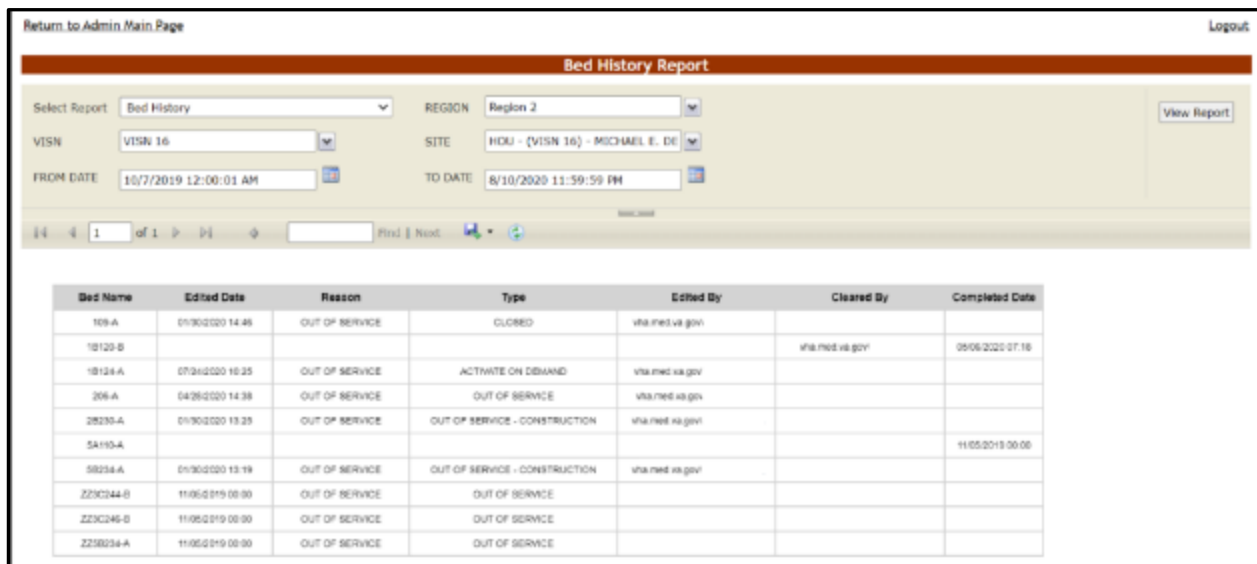 Return to Admin Main Page Logout
Bed History Report
Select Report Bed History REGION Region 2 View Report
VISN VISN 16 SITE HOU - (VISN 16) - MICHAEL E. DE
FROM DATE 10/7/2019 12:00:01 AM TO DATE 8/10/2020 11:59:59 PM
1 of 1 Find | Next
Bed Name Edited Date Reason Type Edited By Cleared By Completed Date
109-A 01/30/2020 14:46 OUT OF SERVICE CLOSED vha.med.va.gov\
1B120-B vha.med.va.gov\ 05/06/2020 07:16
1B124-A 07/24/2020 10:25 OUT OF SERVICE ACTIVATE ON DEMAND vha.med.va.gov
206-A 04/28/2020 14:38 OUT OF SERVICE OUT OF SERVICE vha.med.va.gov
2B230-A 01/30/2020 13:25 OUT OF SERVICE OUT OF SERVICE - CONSTRUCTION vha.med.va.gov\
5A110-A 11/05/2019 00:00
5B234-A 01/30/2020 13:19 OUT OF SERVICE OUT OF SERVICE - CONSTRUCTION vha.med.va.gov\
ZZ3C244-B 11/05/2019 00:00 OUT OF SERVICE OUT OF SERVICE
ZZ3C246-B 11/05/2019 00:00 OUT OF SERVICE OUT OF SERVICE
ZZ5B234-A 11/05/2019 00:00 OUT OF SERVICE OUT OF SERVICE